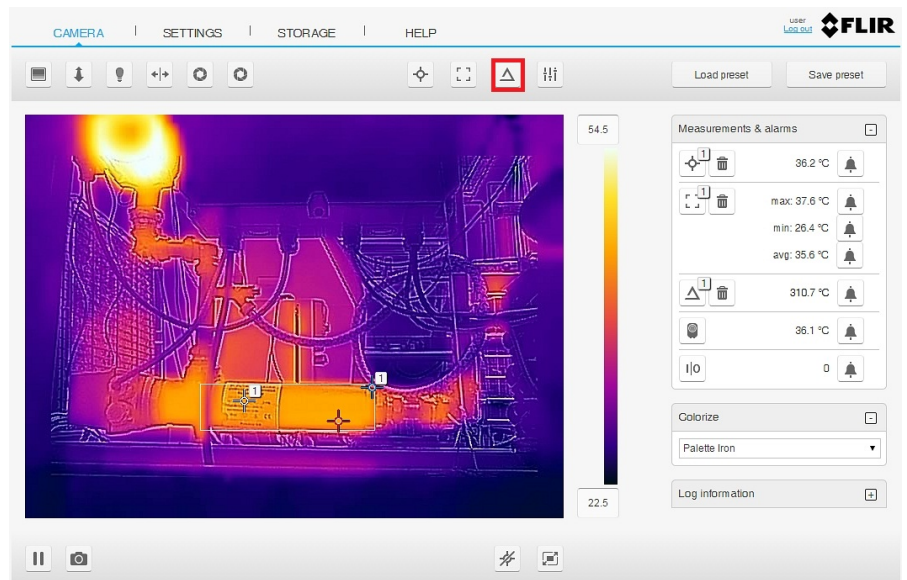 CAMERA
SETTINGS
STORAGE
HELP
user
Log out
FLIR
Load preset
Save preset
54.5
22.5
1
1
Measurements & alarms
1
36.2 °C
1
max: 37.6 °C
min: 26.4 °C
avg: 35.6 °C
1
310.7 °C
36.1 °C
I|O
0
Colorize
Palette Iron
Log information